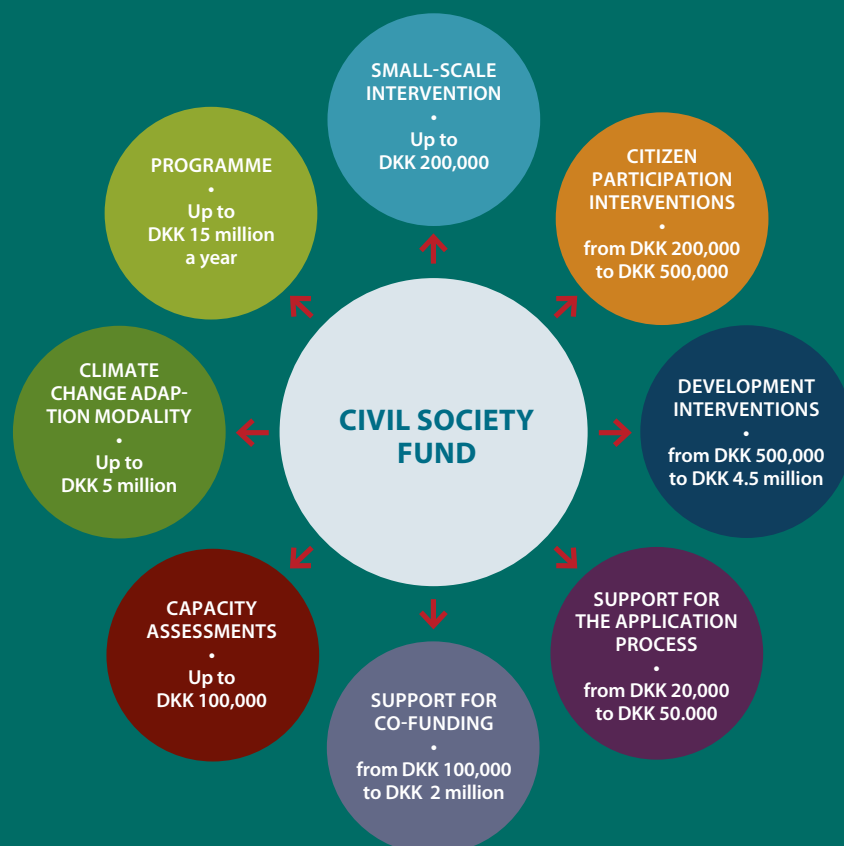 SMALL-SCALE
INTERVENTION
•
Up to
DKK 200,000
CITIZEN
PARTICIPATION
INTERVENTIONS
•
from DKK 200,000
to DKK 500,000
DEVELOPMENT
INTERVENTIONS
•
from DKK 500,000
to DKK 4.5 million
SUPPORT FOR
THE APPLICATION
PROCESS
•
from DKK 20,000
to DKK 50.000
SUPPORT FOR
CO-FUNDING
•
from DKK 100,000
to DKK 2 million
CAPACITY
ASSESSMENTS
•
Up to
DKK 100,000
CLIMATE
CHANGE ADAP-
TION MODALITY
•
Up to
DKK 5 million
PROGRAMME
•
Up to
DKK 15 million
a year
CIVIL SOCIETY
FUND